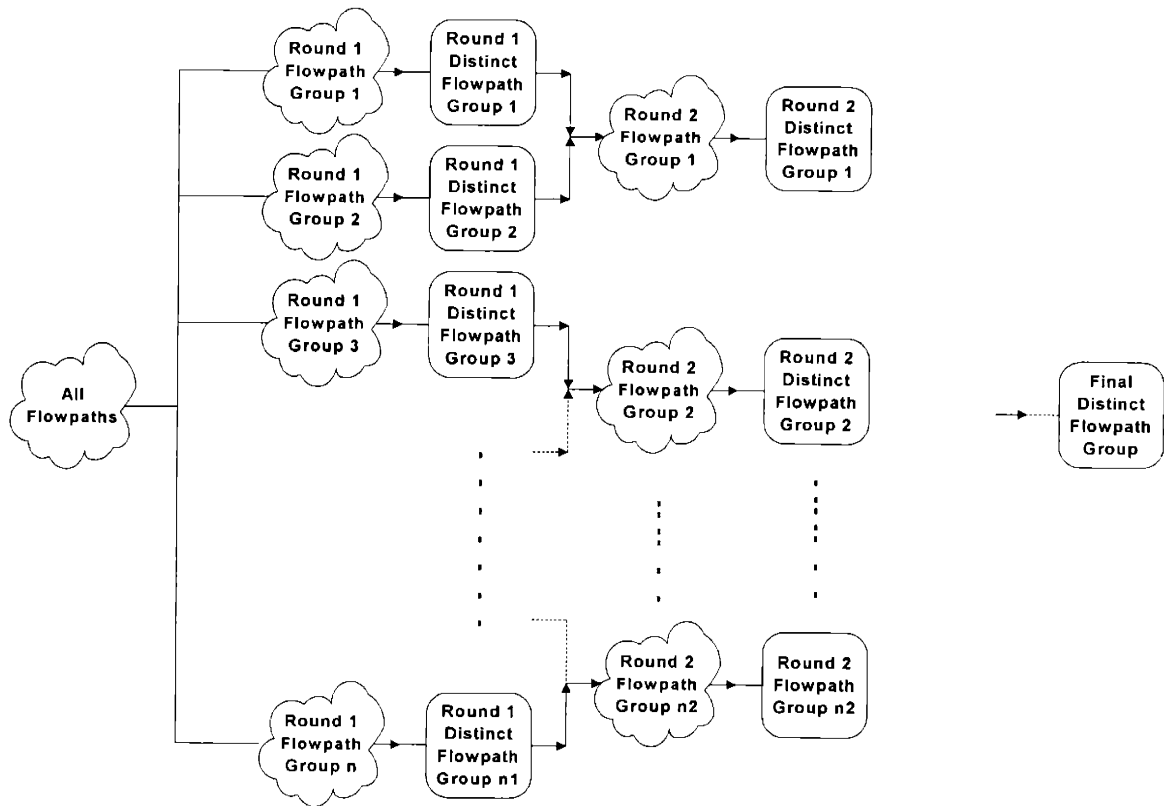 Round 1
Flowpath
Group 1
Round 1
Distinct
Flowpath
Group 1
Round 2
Flowpath
Group 1
Round 2
Distinct
Flowpath
Group 1
Round 1
Flowpath
Group 2
Round 1
Distinct
Flowpath
Group 2
Round 1
Flowpath
Group 3
Round 1
Distinct
Flowpath
Group 3
Round 2
Flowpath
Group 2
Round 2
Distinct
Flowpath
Group 2
All
Flowpaths
Final
Distinct
Flowpath
Group
Round 1
Flowpath
Group n
Round 1
Distinct
Flowpath
Group n1
Round 2
Flowpath
Group n2
Round 2
Flowpath
Group n2